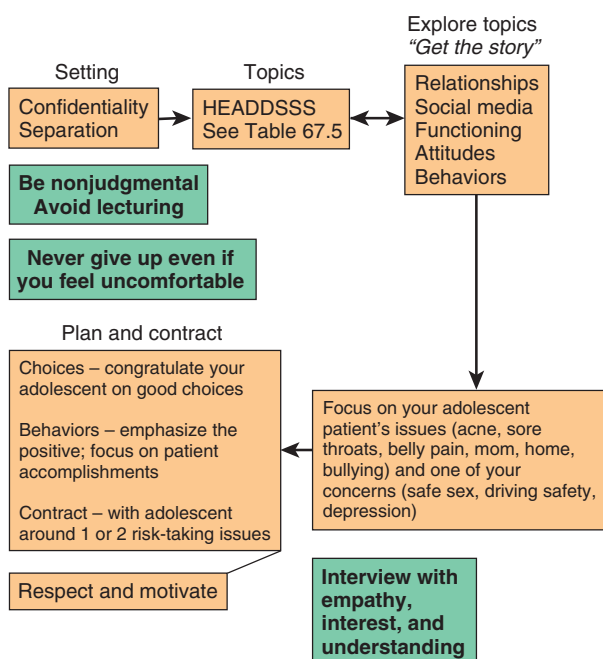 Setting
Confidentiality
Separation
Topics
HEADDSSS
See Table 67.5
Explore topics
“Get the story”
Relationships
Social media
Functioning
Attitudes
Behaviors
Be nonjudgmental
Avoid lecturing
Never give up even if
you feel uncomfortable
Plan and contract
Choices – congratulate your
adolescent on good choices
Behaviors – emphasize the
positive; focus on patient
accomplishments
Contract – with adolescent
around 1 or 2 risk-taking issues
Respect and motivate
Focus on your adolescent
patient’s issues (acne, sore
throats, belly pain, mom, home,
bullying) and one of your
concerns (safe sex, driving safety,
depression)
Interview with
empathy,
interest, and
understanding